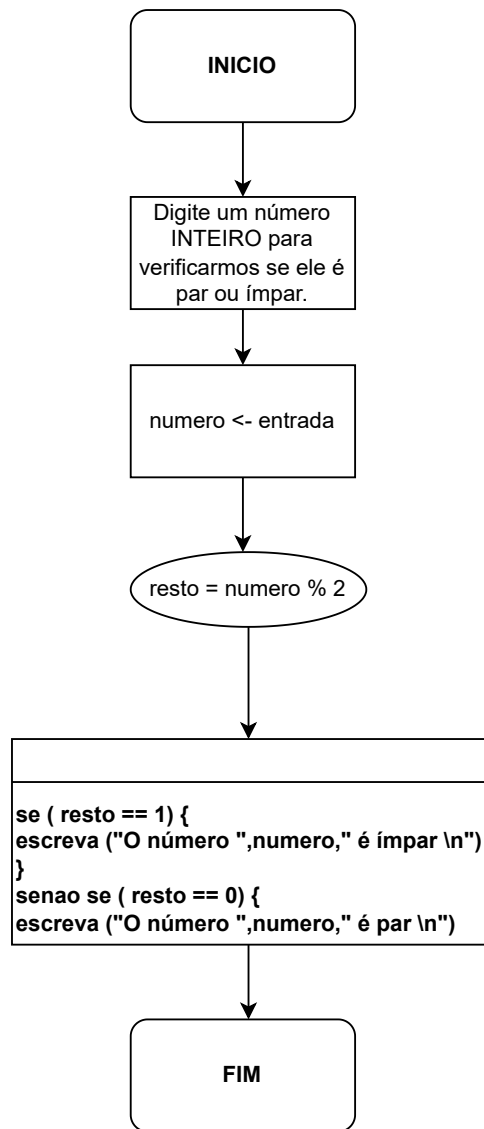 INICIO
Digite um número
INTEIRO para
verificarmos se ele é
par ou ímpar.
numero <- entrada
resto = numero % 2
se ( resto == 1) {
escreva ("O número ",numero," é ímpar \n")
}
senao se ( resto == 0) {
escreva ("O número ",numero," é par \n")
FIM